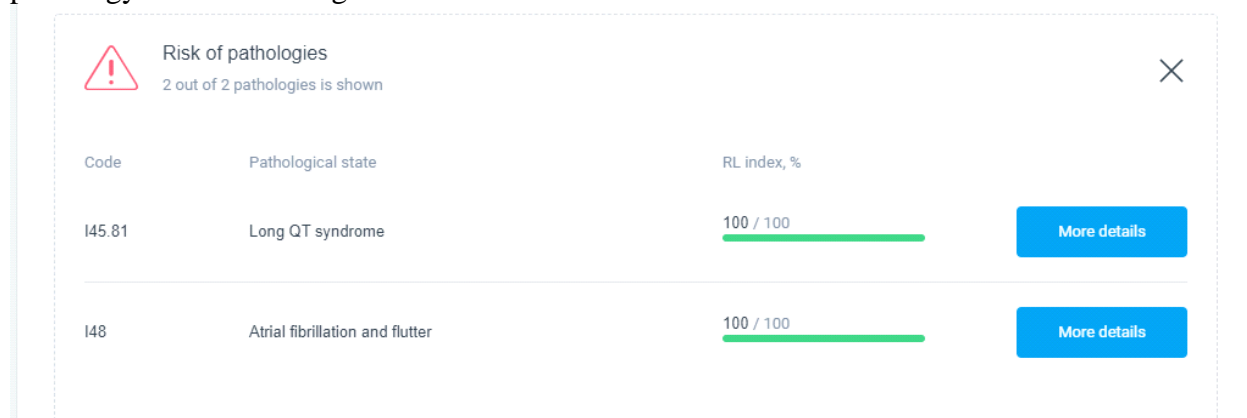 Risk of pathologies
2 out of 2 pathologies is shown
Code Pathological state RL index, %
I45.81 Long QT syndrome 100 / 100 More details
I48 Atrial fibrillation and flutter 100 / 100 More details